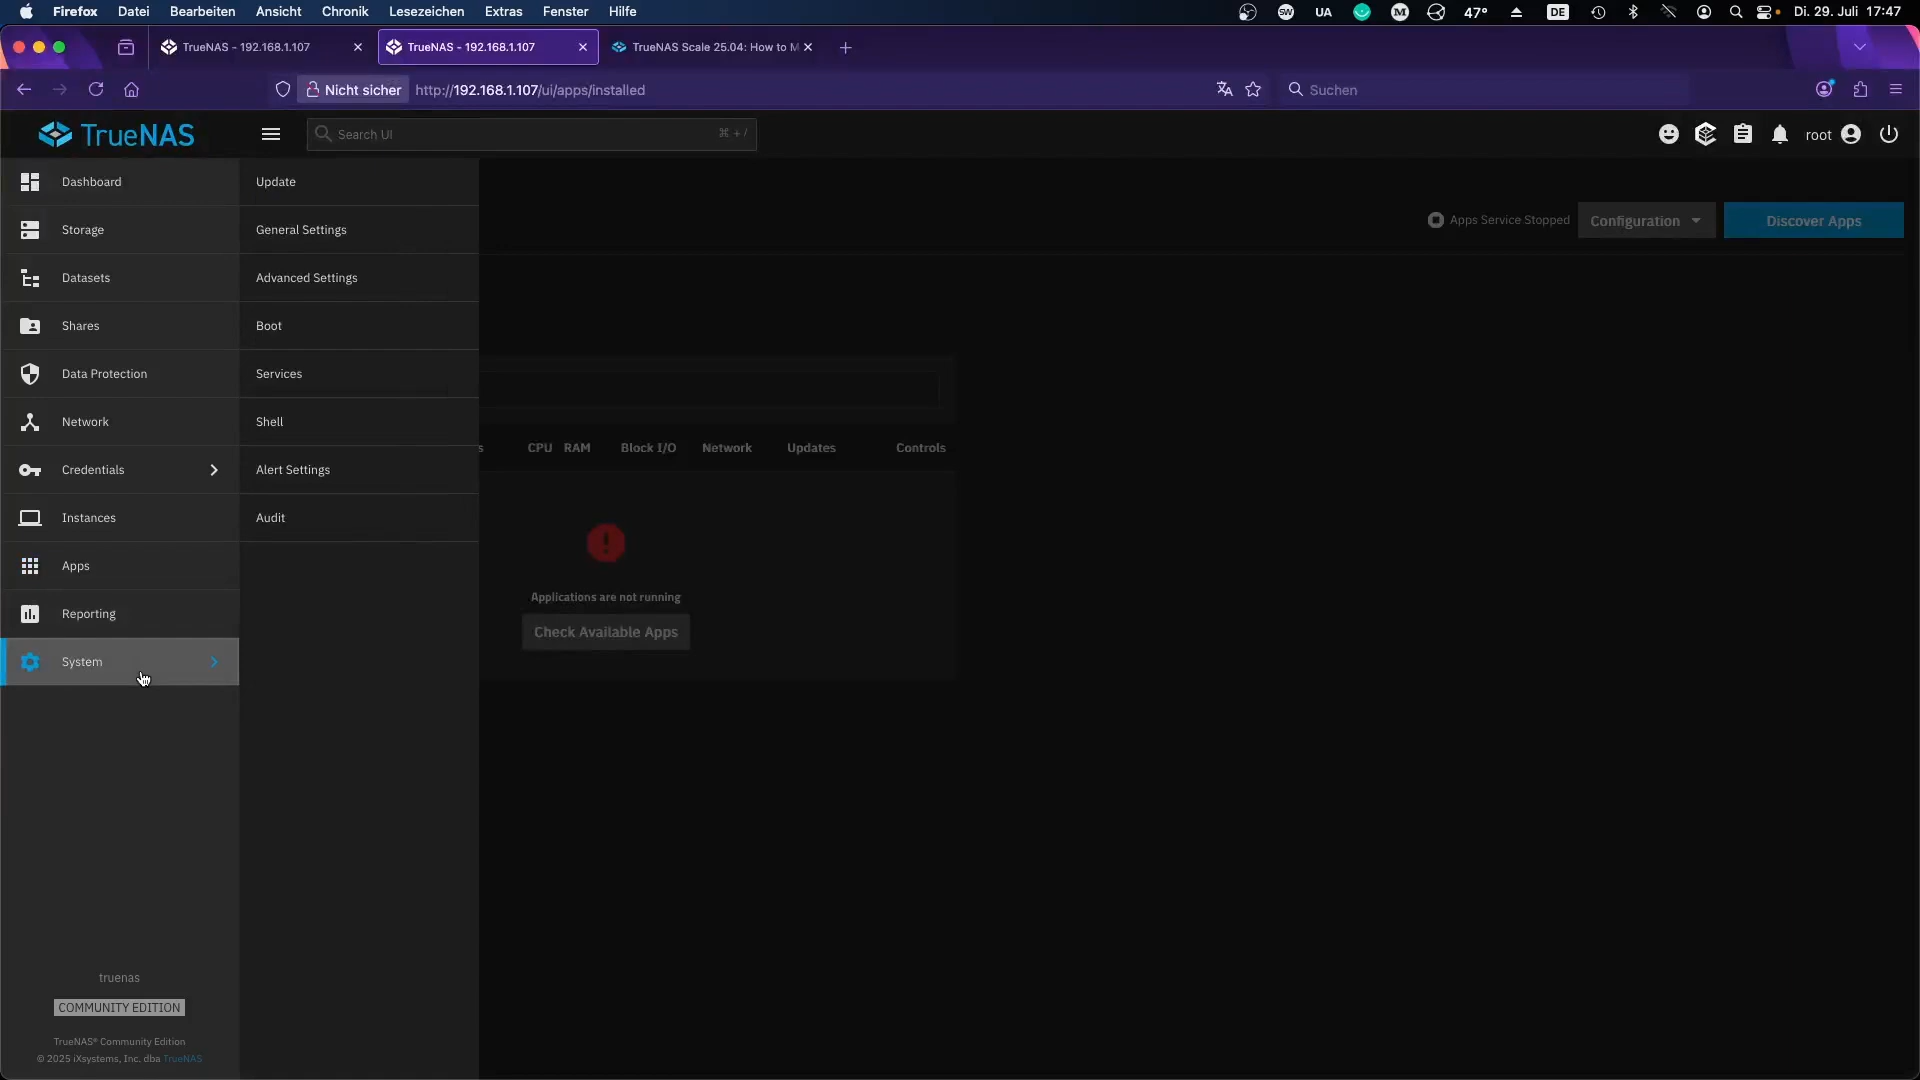 Firefox Datei Bearbeiten Ansicht Chronik Lesezeichen Extras Fenster Hilfe SW UA M 47° DE Di. 29. Juli 17:47
TrueNAS - 192.168.1.107 TrueNAS - 192.168.1.107 TrueNAS Scale 25.04: How to M
Nicht sicher http://192.168.1.107/ui/apps/installed Suchen
TrueNAS Search UI ⌘ + / root
Dashboard
Storage
Datasets
Shares
Data Protection
Network
Credentials
Instances
Apps
Reporting
System
Update
General Settings
Advanced Settings
Boot
Services
Shell
Alert Settings
Audit
Apps Service Stopped Configuration Discover Apps
s CPU RAM Block I/O Network Updates Controls
Applications are not running
Check Available Apps
truenas
COMMUNITY EDITION
TrueNAS® Community Edition
© 2025 iXsystems, Inc. dba TrueNAS